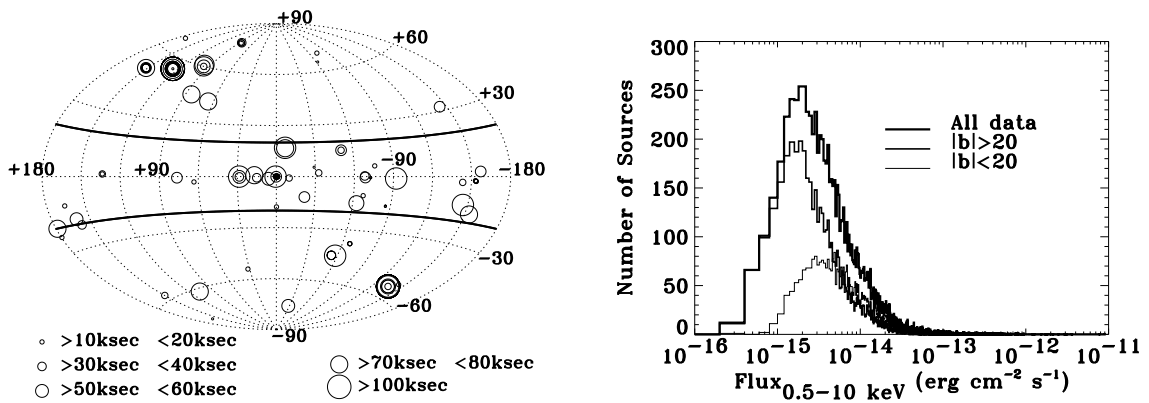 +90
+60
+30
+180 +90 −90 −180
−30
−60
−90
>10ksec <20ksec
>30ksec <40ksec
>50ksec <60ksec
>70ksec <80ksec
>100ksec
300
250
200
150
100
50
0
Number of Sources
All data
|b|>20
|b|<20
10−16 10−15 10−14 10−13 10−12 10−11
Flux0.5−10 keV (erg cm−2 s−1)